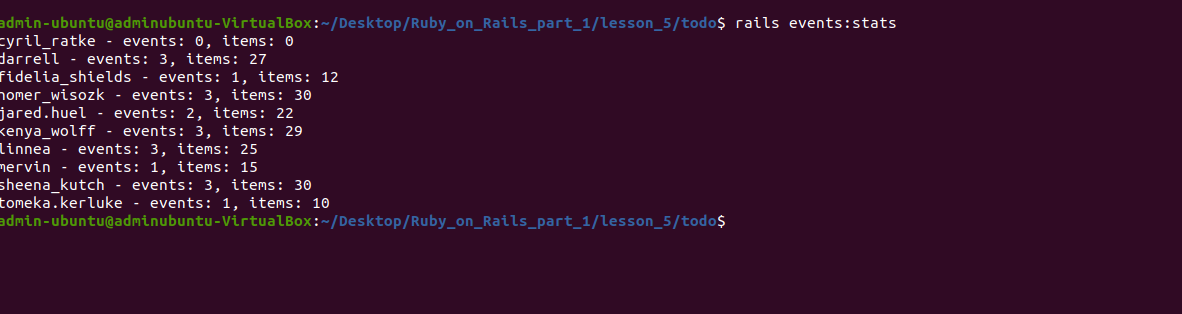 admin-ubuntu@adminubuntu-VirtualBox:~/Desktop/Ruby_on_Rails_part_1/lesson_5/todo$ rails events:stats
cyril_ratke - events: 0, items: 0
darrell - events: 3, items: 27
fidelia_shields - events: 1, items: 12
homer_wisozk - events: 3, items: 30
jared.huel - events: 2, items: 22
kenya_wolff - events: 3, items: 29
linnea - events: 3, items: 25
mervin - events: 1, items: 15
sheena_kutch - events: 3, items: 30
tomeka.kerluke - events: 1, items: 10
admin-ubuntu@adminubuntu-VirtualBox:~/Desktop/Ruby_on_Rails_part_1/lesson_5/todo$